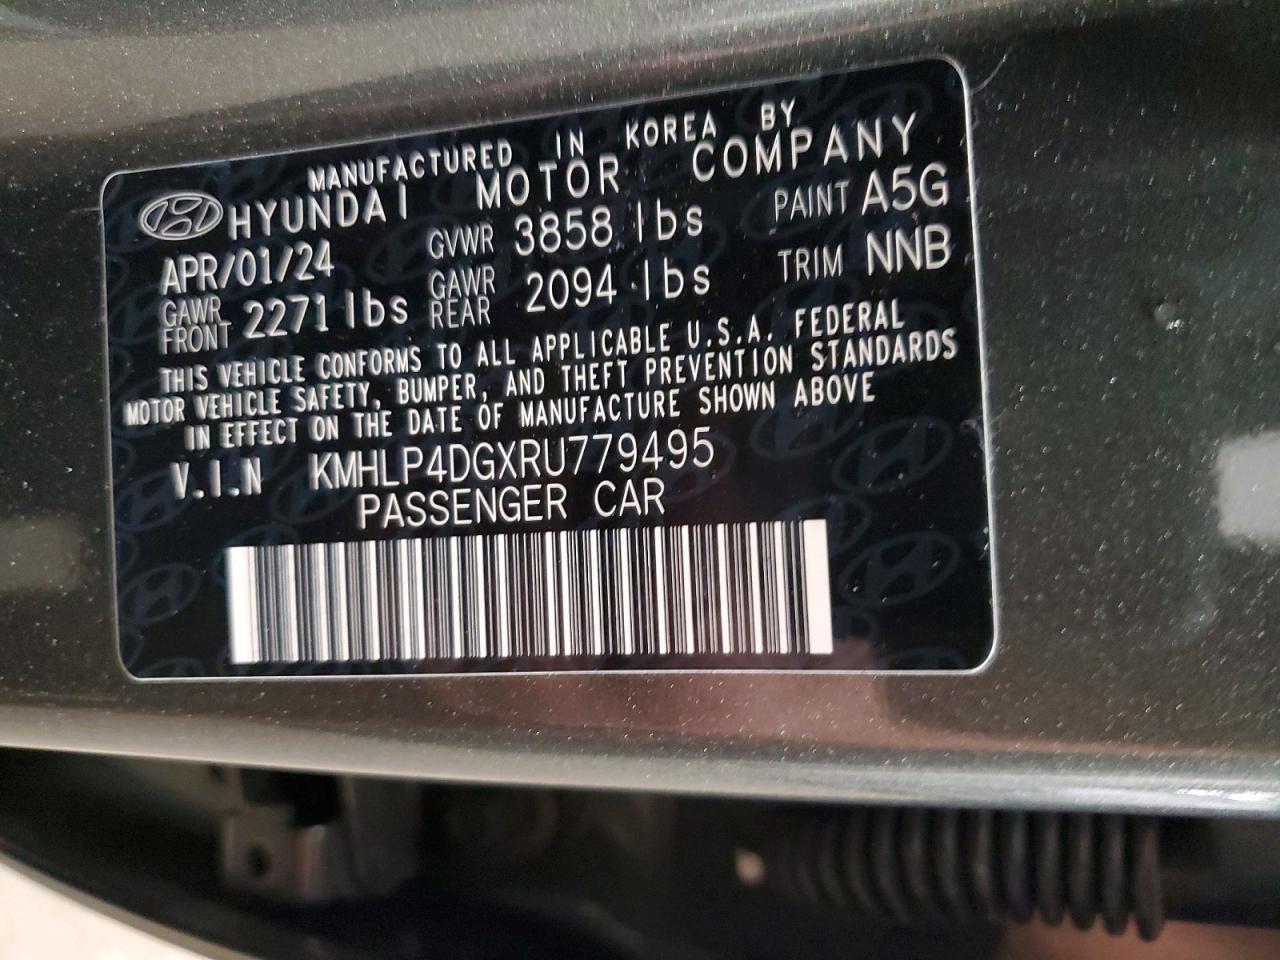 MANUFACTURED IN KOREA BY
HYUNDAI MOTOR COMPANY
APR/01/24 GVWR 3858 lbs PAINT A5G
GAWR FRONT 2271 lbs GAWR REAR 2094 lbs TRIM NNB
THIS VEHICLE CONFORMS TO ALL APPLICABLE U.S.A. FEDERAL
MOTOR VEHICLE SAFETY, BUMPER, AND THEFT PREVENTION STANDARDS
IN EFFECT ON THE DATE OF MANUFACTURE SHOWN ABOVE
V.I.N KMHLP4DGXRU779495
PASSENGER CAR